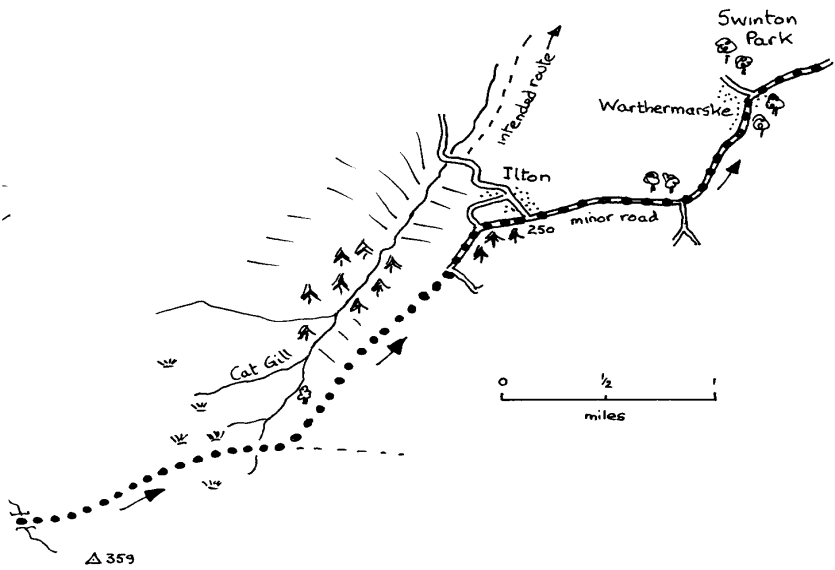 Swinton
Park
intended route
Warthermarske
Ilton
250
minor road
Cat Gill
0 ½ 1
miles
359